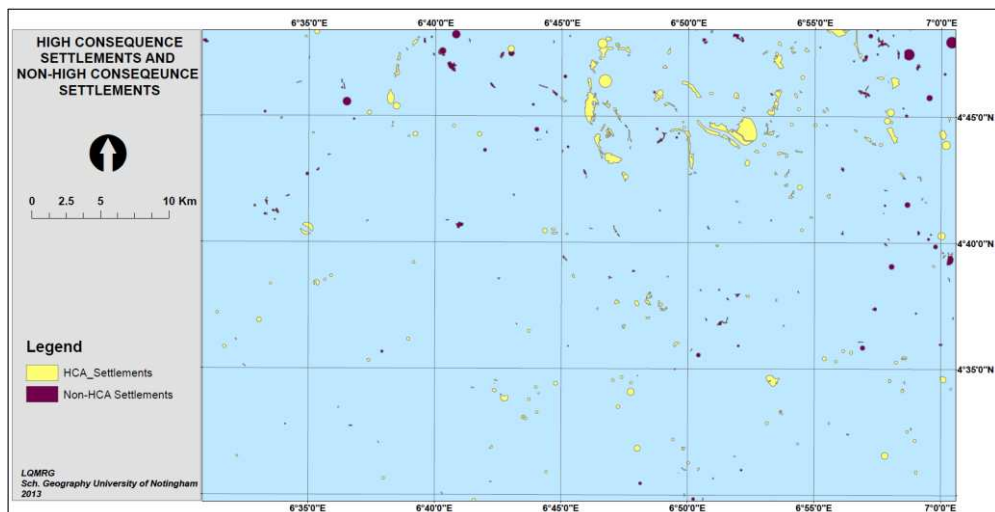 HIGH CONSEQUENCE
SETTLEMENTS AND
NON-HIGH CONSEQEUNCE
SETTLEMENTS
0 2.5 5 10 Km
Legend
HCA_Settlements
Non-HCA Settlements
LQMRG
Sch. Geography University of Notingham
2013
6°35'0"E 6°40'0"E 6°45'0"E 6°50'0"E 6°55'0"E 7°0'0"E
4°45'0"N
4°40'0"N
4°35'0"N
6°35'0"E 6°40'0"E 6°45'0"E 6°50'0"E 6°55'0"E 7°0'0"E